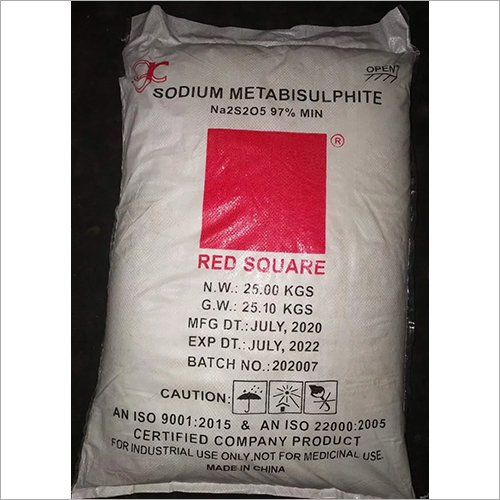 OPEN
SODIUM METABISULPHITE
Na2S2O5 97% MIN
®
RED SQUARE
N.W.: 25.00 KGS
G.W.: 25.10 KGS
MFG DT.: JULY, 2020
EXP DT.: JULY, 2022
BATCH NO.: 202007
CAUTION:
AN ISO 9001:2015 & AN ISO 22000:2005
CERTIFIED COMPANY PRODUCT
FOR INDUSTRIAL USE ONLY, NOT FOR MEDICINAL USE.
MADE IN CHINA